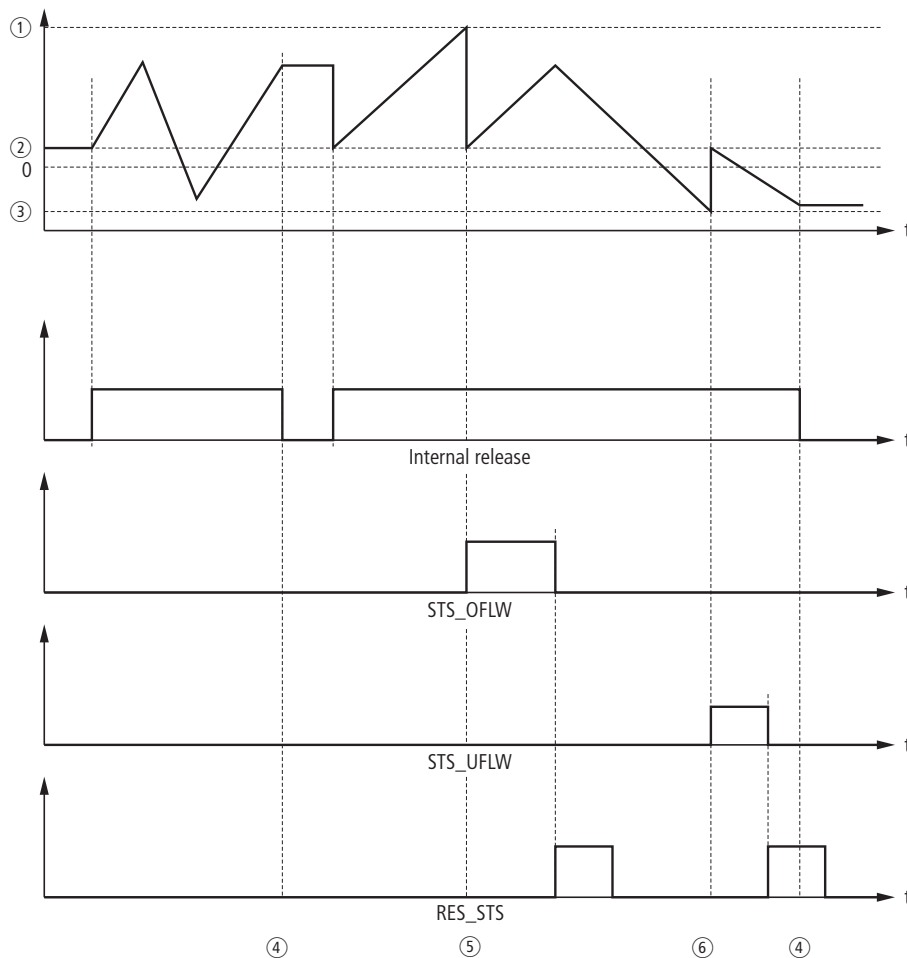 ①
②
0
③
t
t
Internal release
t
STS_OFLW
t
STS_UFLW
t
RES_STS
④ ⑤ ⑥ ④